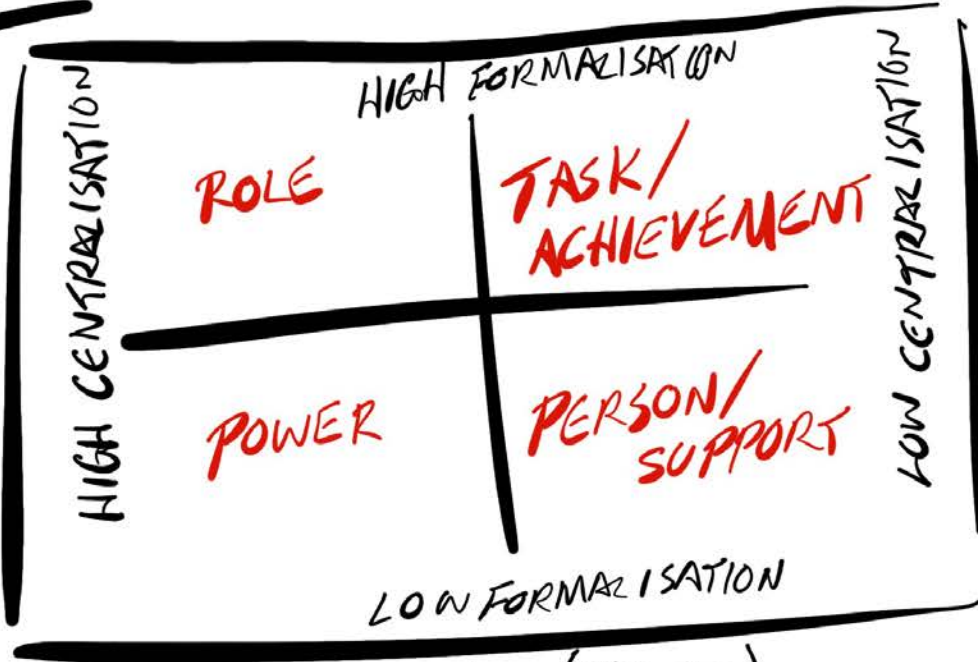 HIGH FORMALISATION
HIGH CENTRALISATION
ROLE
TASK/
ACHIEVEMENT
LOW CENTRALISATION
POWER
PERSON/
SUPPORT
LOW FORMALISATION